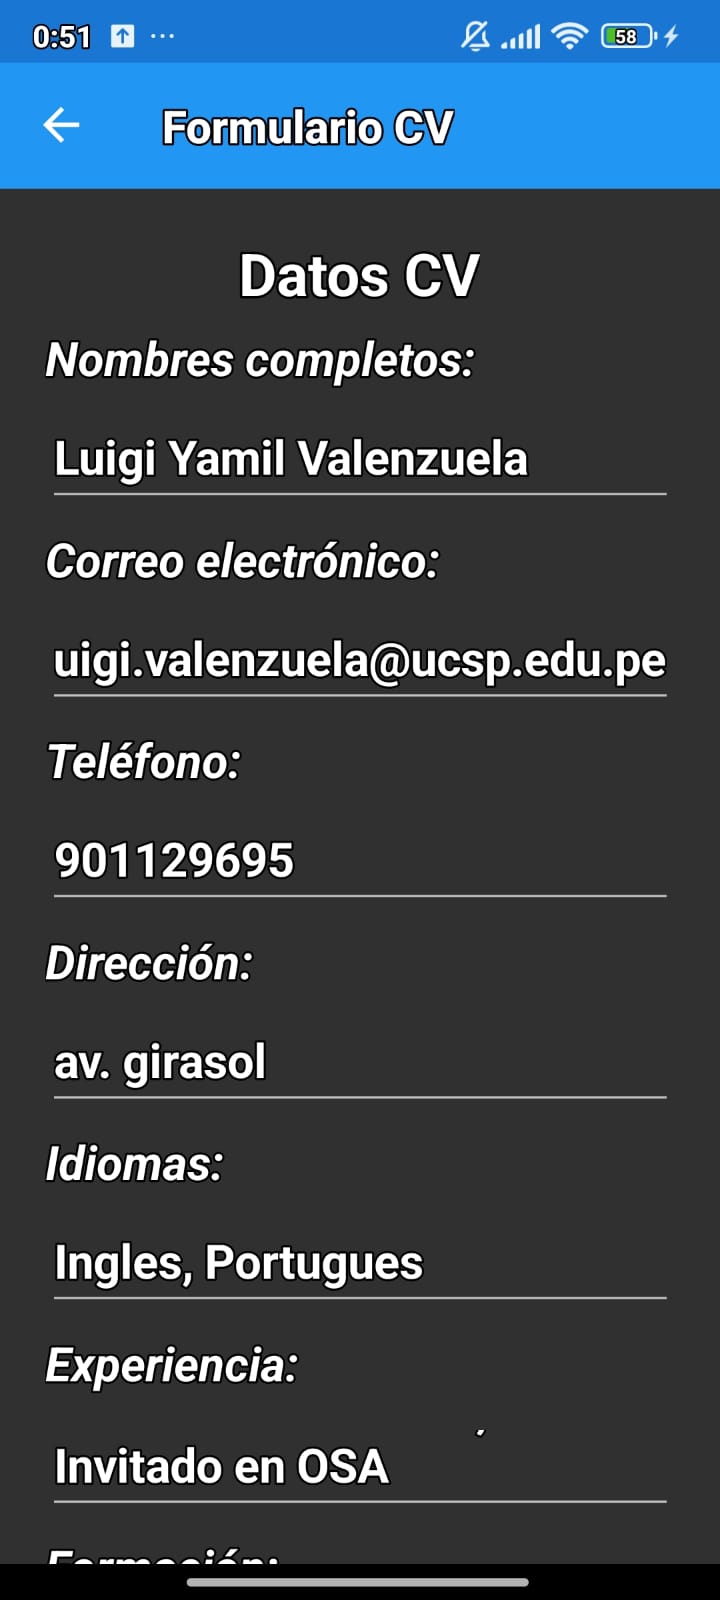 0:51
58
Formulario CV
Datos CV
Nombres completos:
Luigi Yamil Valenzuela
Correo electrónico:
uigi.valenzuela@ucsp.edu.pe
Teléfono:
901129695
Dirección:
av. girasol
Idiomas:
Ingles, Portugues
Experiencia:
Invitado en OSA
Formación: